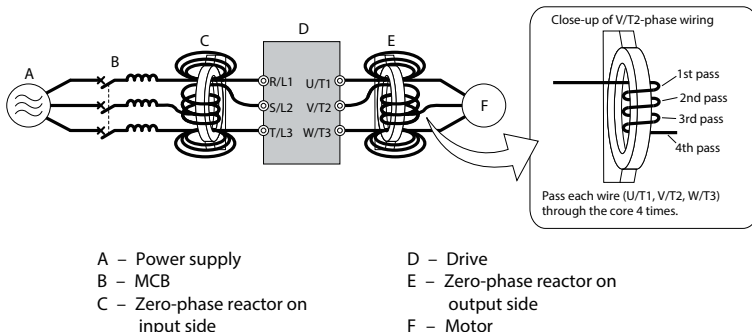 Close-up of V/T2-phase wiring
A
B
C
D
E
F
R/L1
S/L2
T/L3
U/T1
V/T2
W/T3
1st pass
2nd pass
3rd pass
4th pass
Pass each wire (U/T1, V/T2, W/T3)
through the core 4 times.
A – Power supply
B – MCB
C – Zero-phase reactor on
input side
D – Drive
E – Zero-phase reactor on
output side
F – Motor